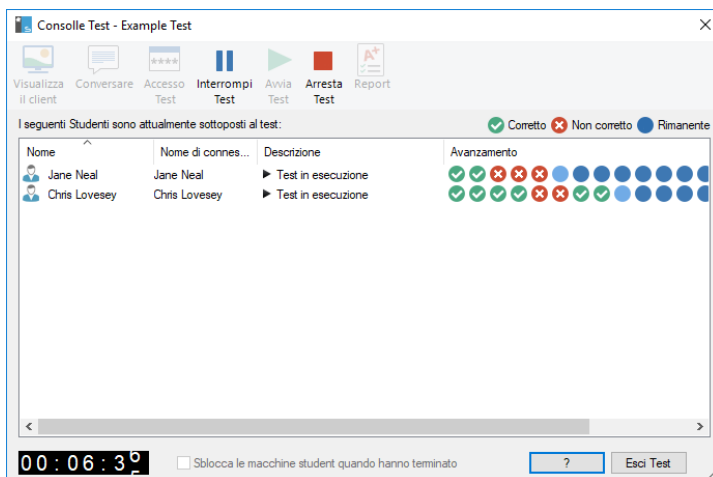 Consolle Test - Example Test
Visualizza il client
Conversare
Accesso Test
Interrompi Test
Avvia Test
Arresta Test
Report
I seguenti Studenti sono attualmente sottoposti al test:
Corretto Non corretto Rimanente
Nome Nome di connes... Descrizione Avanzamento
Jane Neal Jane Neal Test in esecuzione
Chris Lovesey Chris Lovesey Test in esecuzione
00:06:3
Sblocca le macchine student quando hanno terminato
?
Esci Test